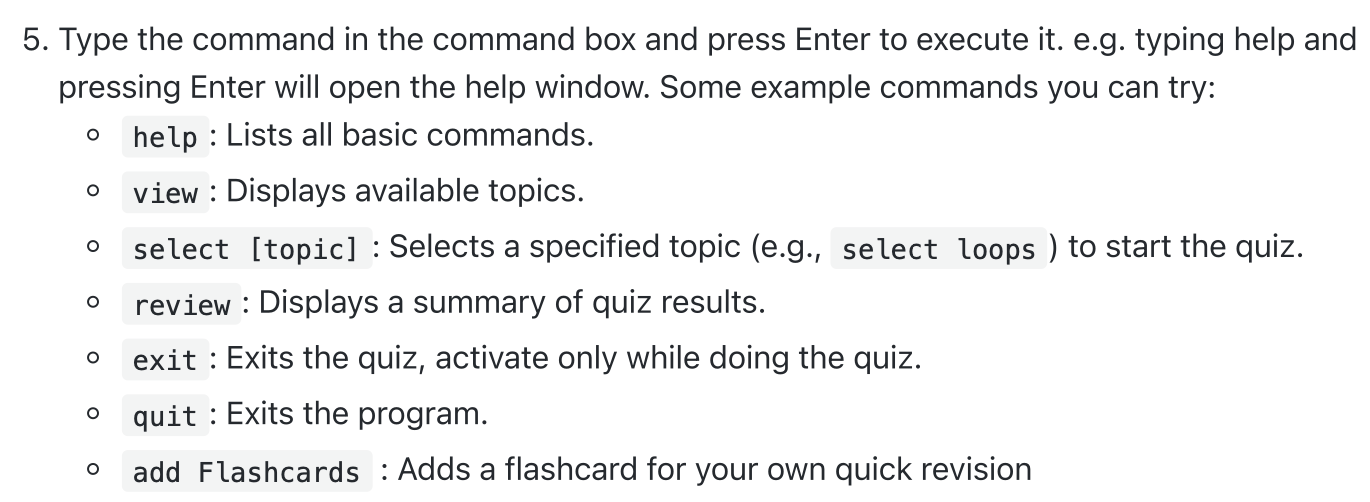 5. Type the command in the command box and press Enter to execute it. e.g. typing help and
pressing Enter will open the help window. Some example commands you can try:
help : Lists all basic commands.
view : Displays available topics.
select [topic] : Selects a specified topic (e.g., select loops ) to start the quiz.
review : Displays a summary of quiz results.
exit : Exits the quiz, activate only while doing the quiz.
quit : Exits the program.
add Flashcards : Adds a flashcard for your own quick revision